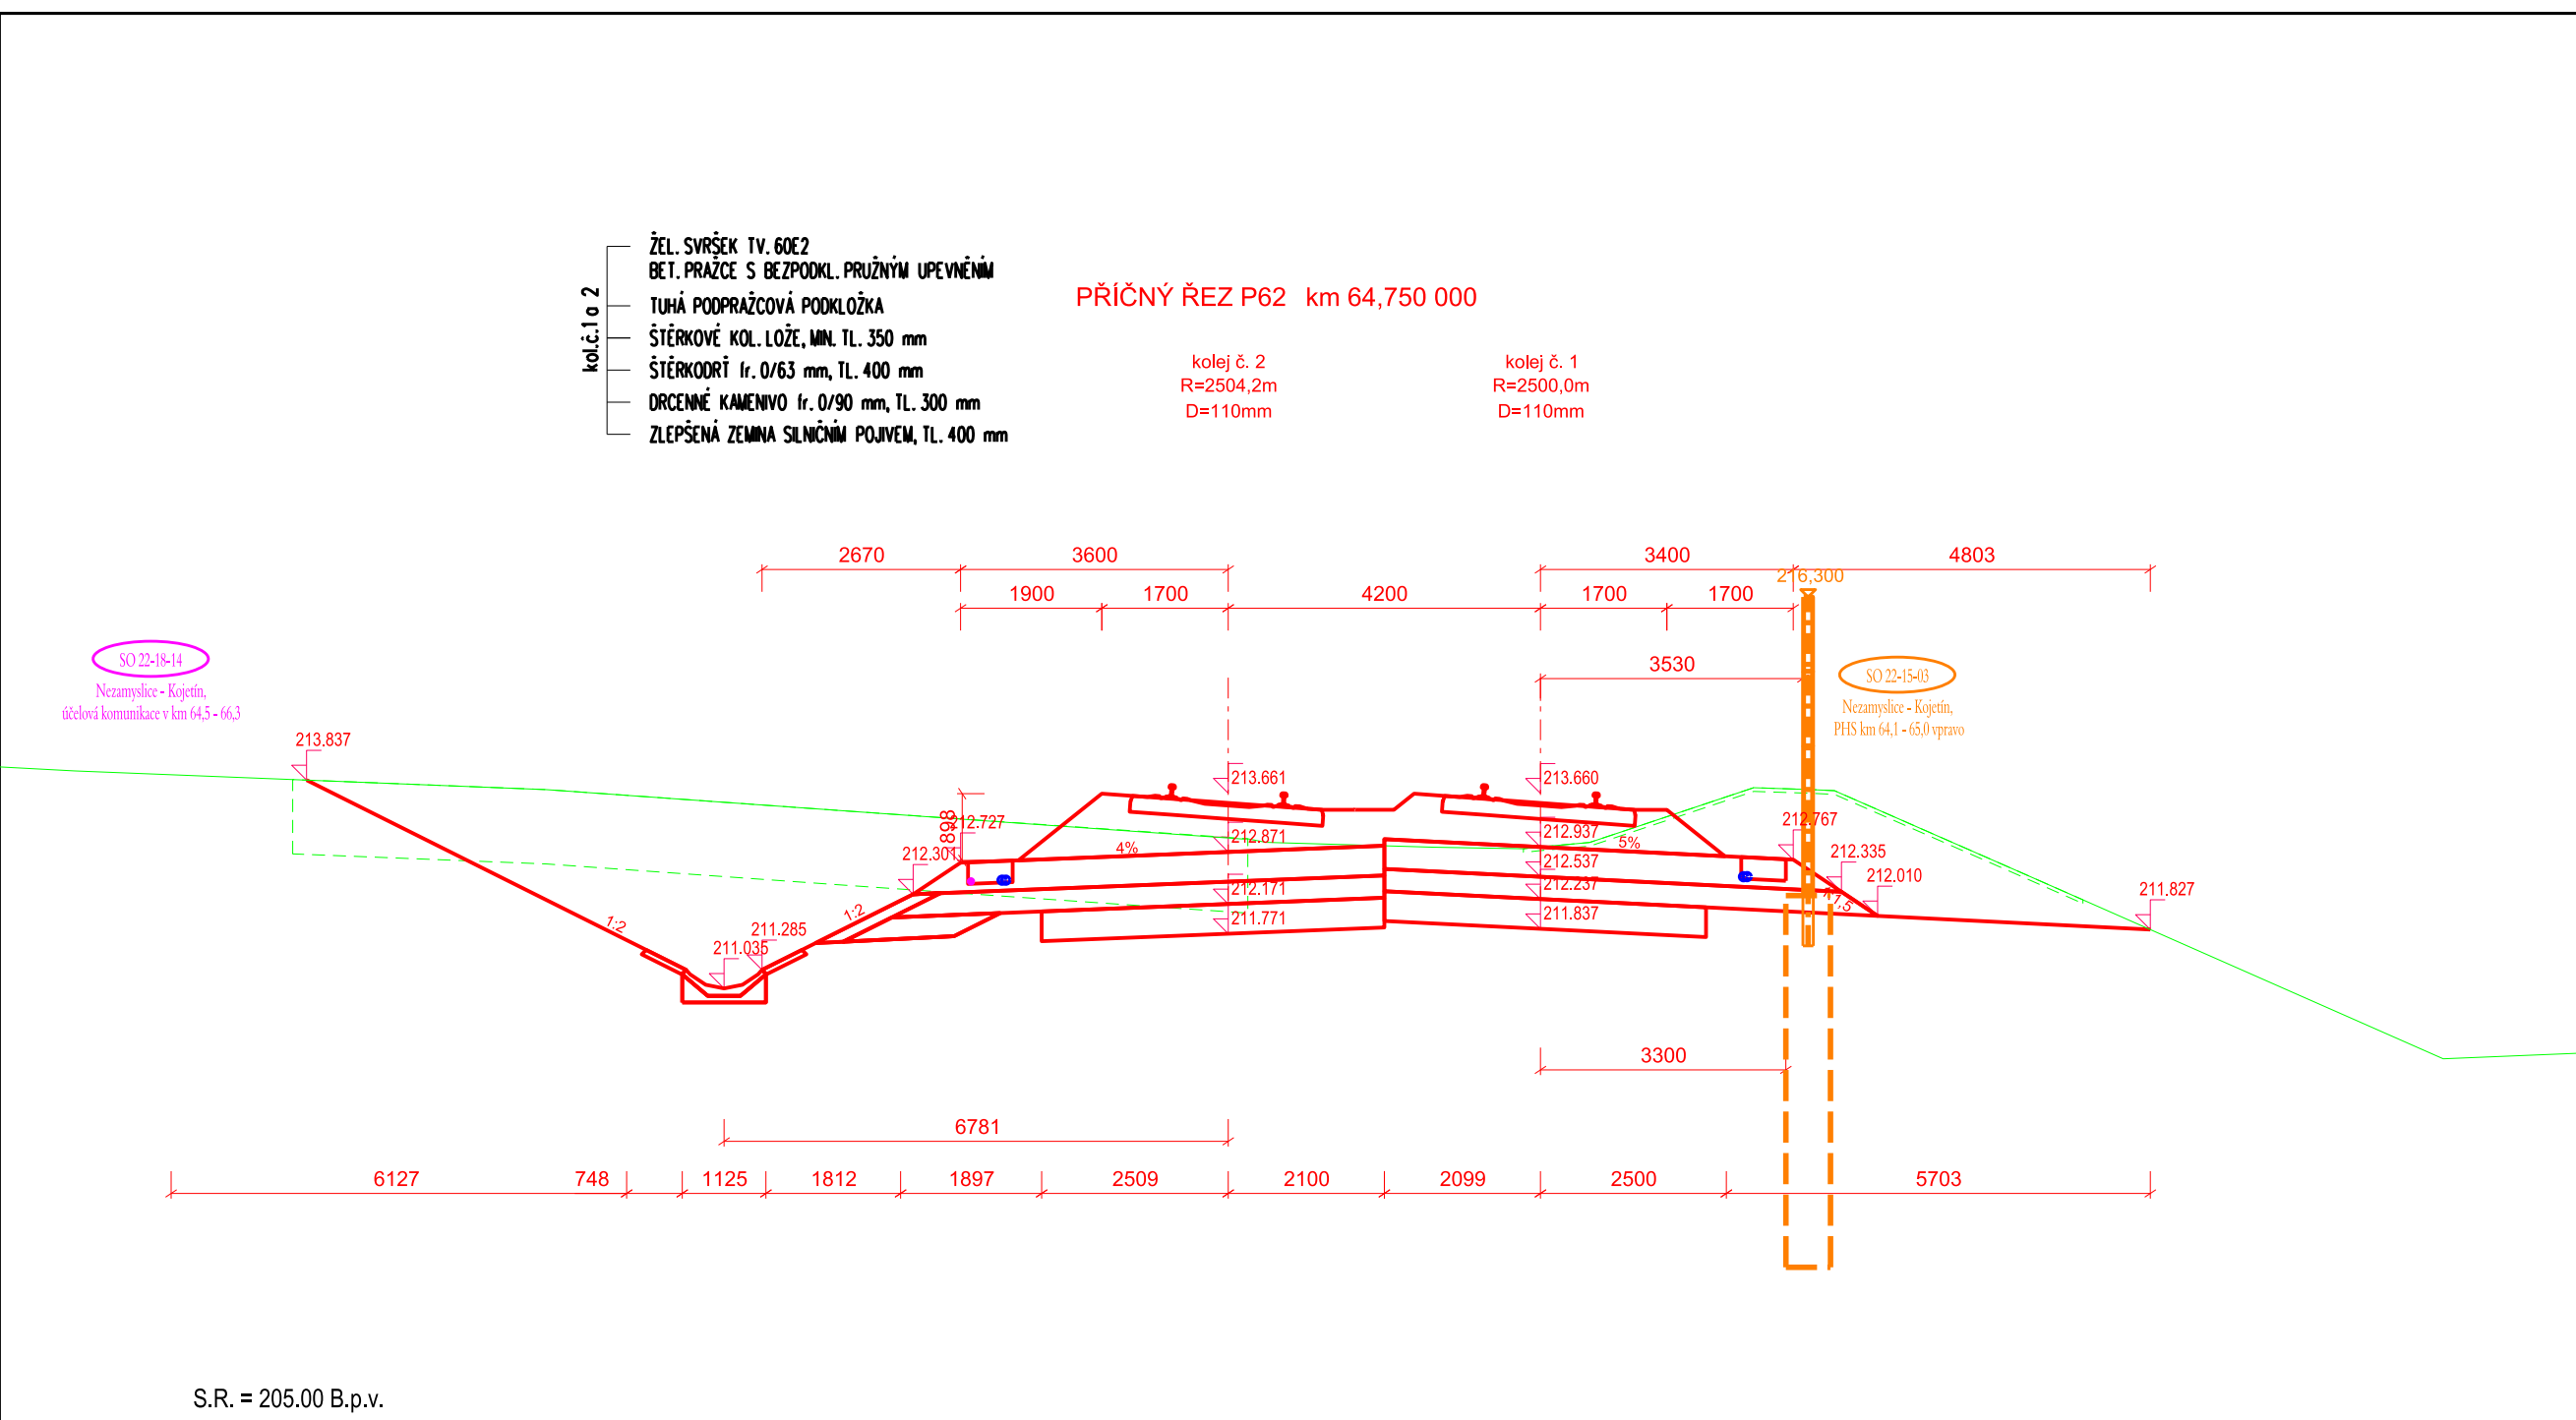 ŽEL. SVRŠEK TV. 60E2
BET. PRAŽCE S BEZPODKL. PRUŽNÝM UPEVNĚNÍM
TUHÁ PODPRAŽCOVÁ PODKLOŽKA
ŠTĚRKOVÉ KOL. LOŽE, MIN. TL. 350 mm
ŠTĚRKODRŤ fr. 0/63 mm, TL. 400 mm
DRCENNÉ KAMENIVO fr. 0/90 mm, TL. 300 mm
ZLEPŠENÁ ZEMINA SILNIČNÍM POJIVEM, TL. 400 mm
kol.č.1 a 2
PŘÍČNÝ ŘEZ P62 km 64,750 000
kolej č. 2
R=2504,2m
D=110mm
kolej č. 1
R=2500,0m
D=110mm
2670 3600 3400 4803
1900 1700 4200 1700 1700
216,300
3530
SO 22-18-14
Nezamyslice - Kojetín,
účelová komunikace v km 64,5 - 66,3
SO 22-15-03
Nezamyslice - Kojetín,
PHS km 64,1 - 65,0 vpravo
213.837
213.661
213.660
898
212.727
212.871
212.937
212.767
4%
5%
212.301
212.537
212.335
212.171
212.237
212.010
211.827
1:2
1:2
1:1,5
211.771
211.837
211.285
211.035
3300
6781
6127 748 1125 1812 1897 2509 2100 2099 2500 5703
S.R. = 205.00 B.p.v.